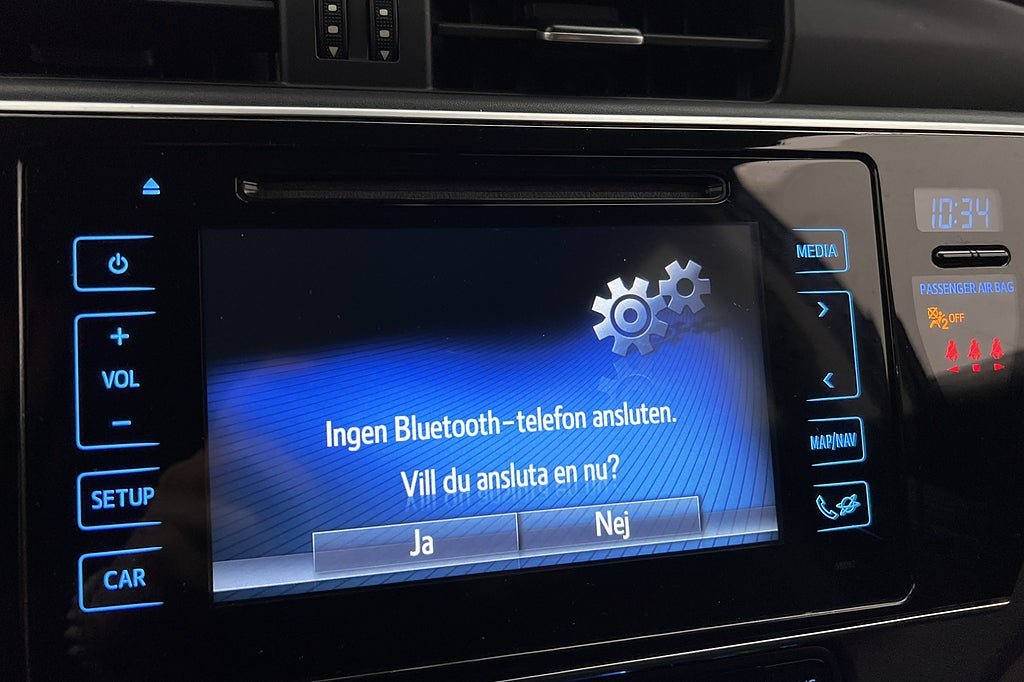 10:34
MEDIA
PASSENGER AIR BAG
2 OFF
+
VOL
-
SETUP
CAR
Ingen Bluetooth-telefon ansluten.
Vill du ansluta en nu?
Ja
Nej
>
<
MAP/NAV